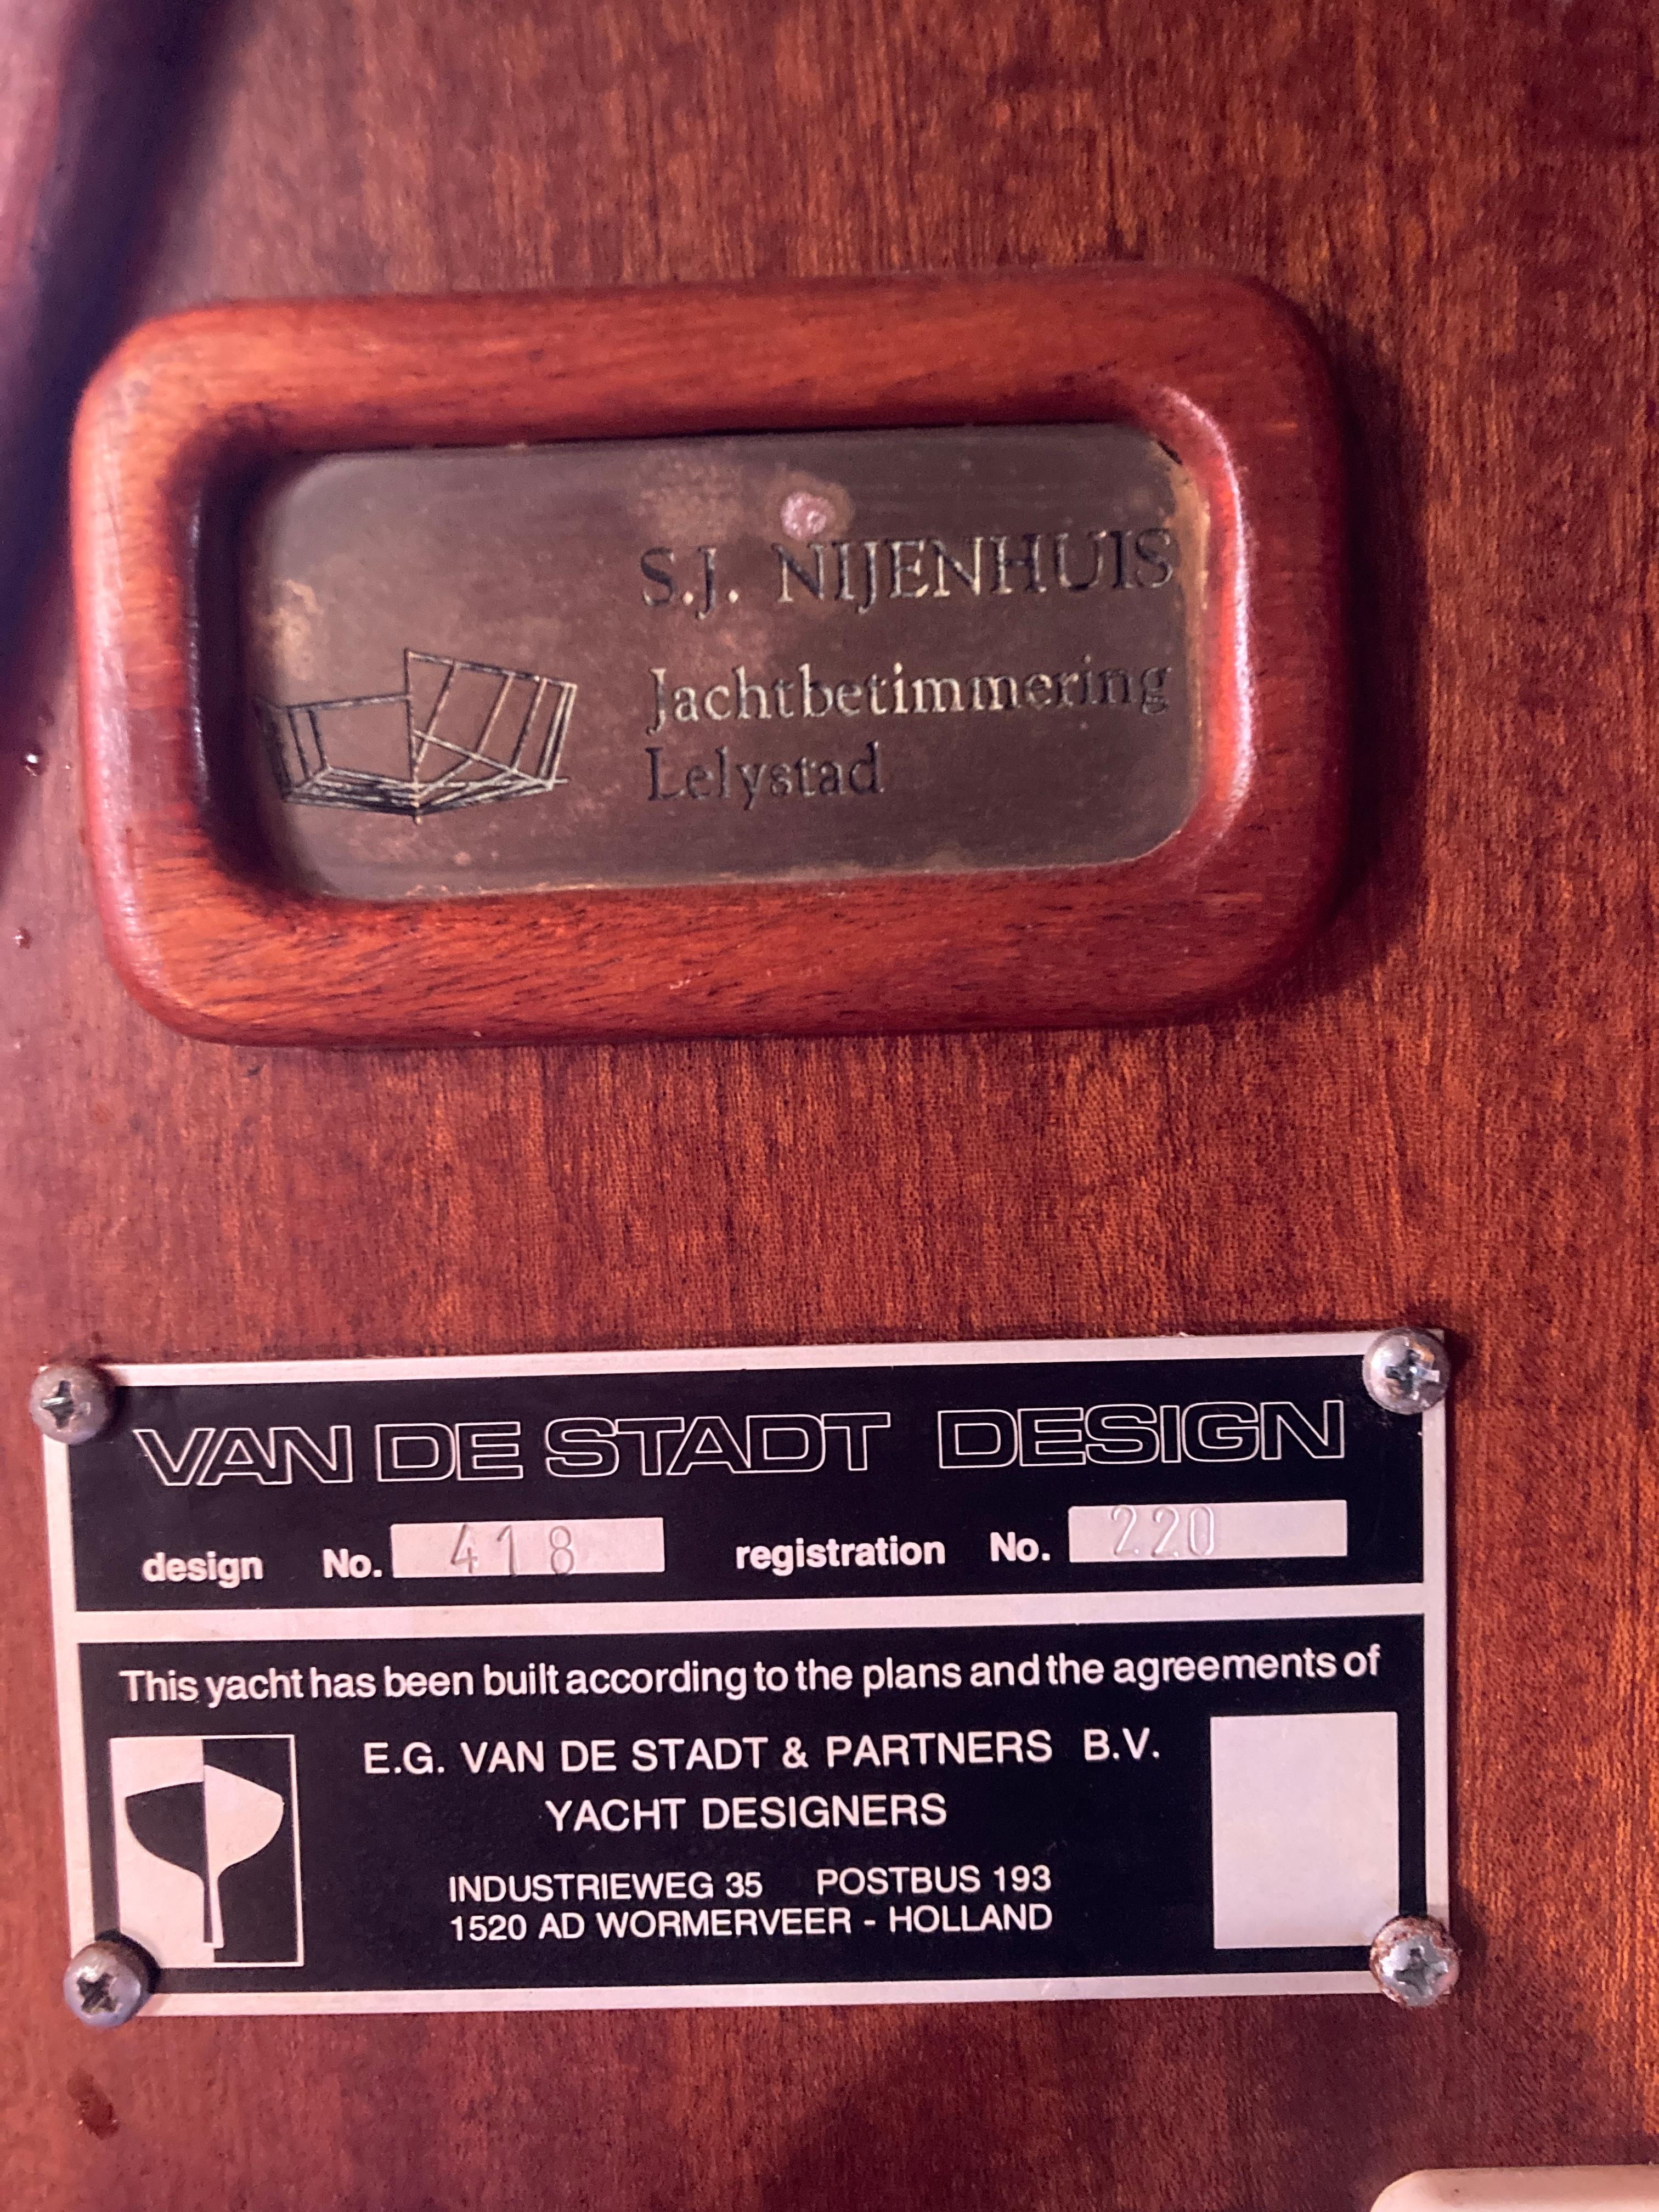 S.J. NIJENHUIS
Jachtbetimmering
Lelystad
VAN DE STADT DESIGN
design No. 418 registration No. 220
This yacht has been built according to the plans and the agreements of
E.G. VAN DE STADT & PARTNERS B.V.
YACHT DESIGNERS
INDUSTRIEWEG 35 POSTBUS 193
1520 AD WORMERVEER - HOLLAND